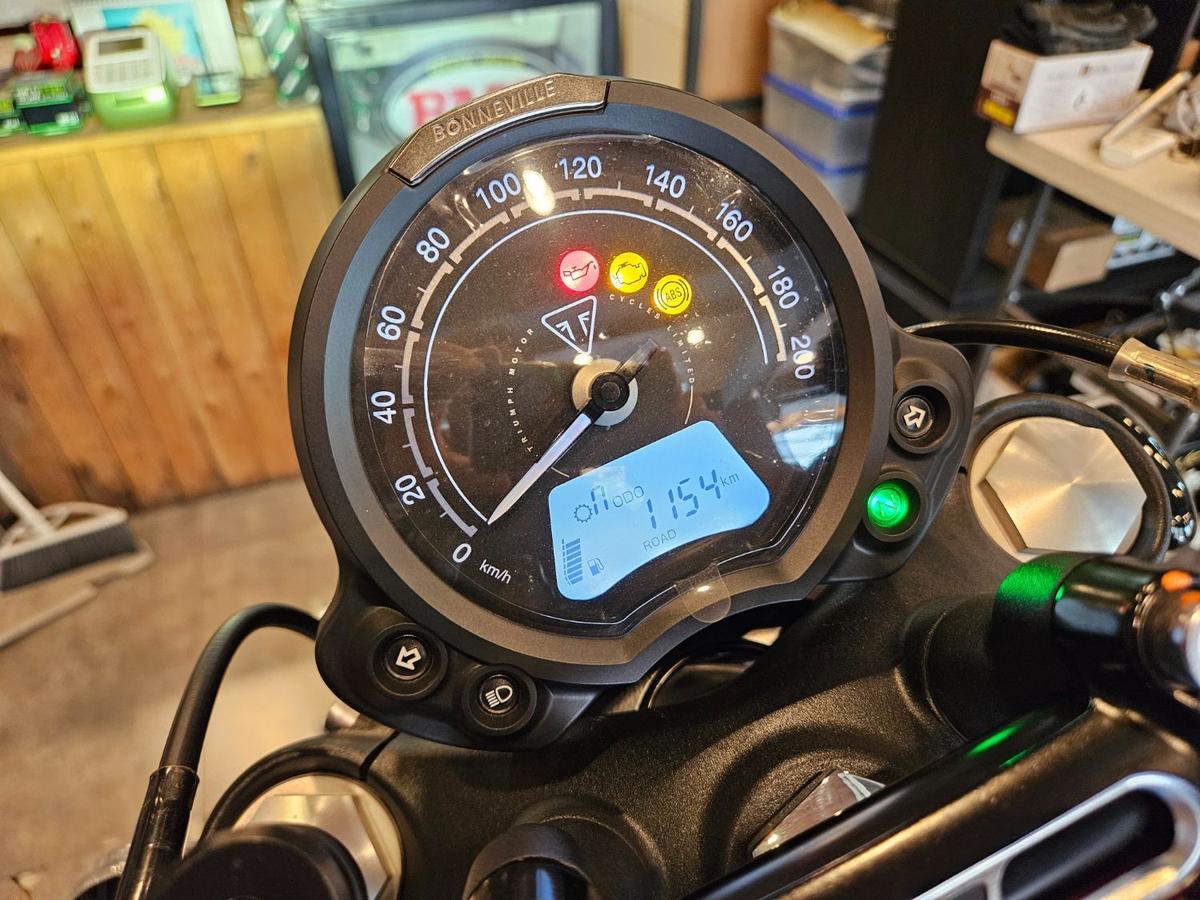 BONNEVILLE
0
20
40
60
80
100
120
140
160
180
200
km/h
ABS
TRIUMPH MOTOR CYCLES LIMITED
n ODO
1154 km
ROAD